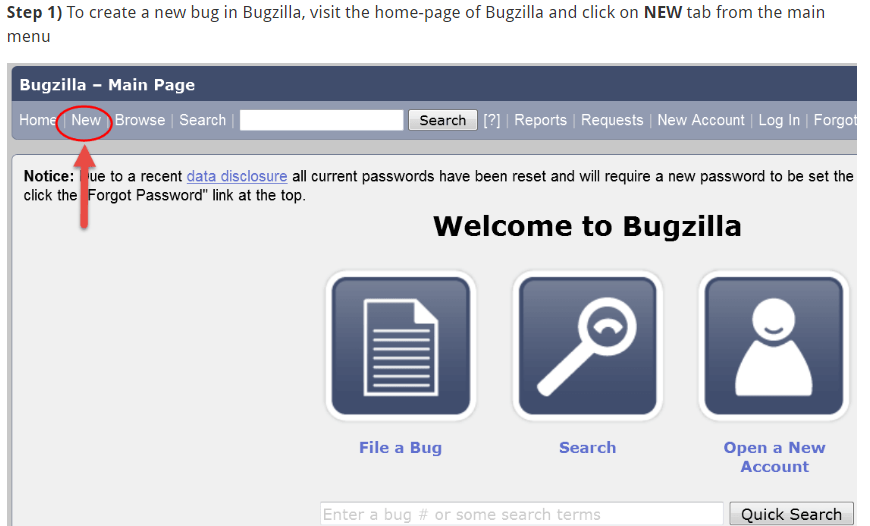 Step 1) To create a new bug in Bugzilla, visit the home-page of Bugzilla and click on NEW tab from the main
menu
Bugzilla – Main Page
Home | New | Browse | Search | Search [?] | Reports | Requests | New Account | Log In | Forgot
Notice: Due to a recent data disclosure all current passwords have been reset and will require a new password to be set the
click the "Forgot Password" link at the top.
Welcome to Bugzilla
File a Bug Search Open a New
Account
Enter a bug # or some search terms Quick Search